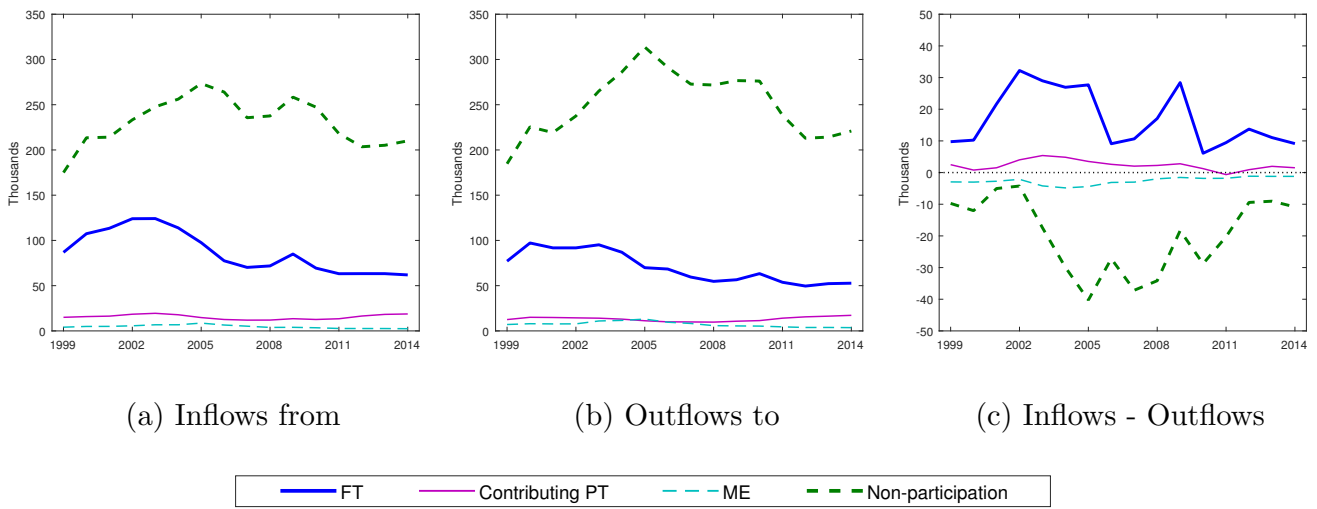 350
300
250
200
150
100
50
0
Thousands
1999 2002 2005 2008 2011 2014
(a) Inflows from
350
300
250
200
150
100
50
0
Thousands
1999 2002 2005 2008 2011 2014
(b) Outflows to
50
40
30
20
10
0
-10
-20
-30
-40
-50
Thousands
1999 2002 2005 2008 2011 2014
(c) Inflows - Outflows
FT Contributing PT ME Non-participation